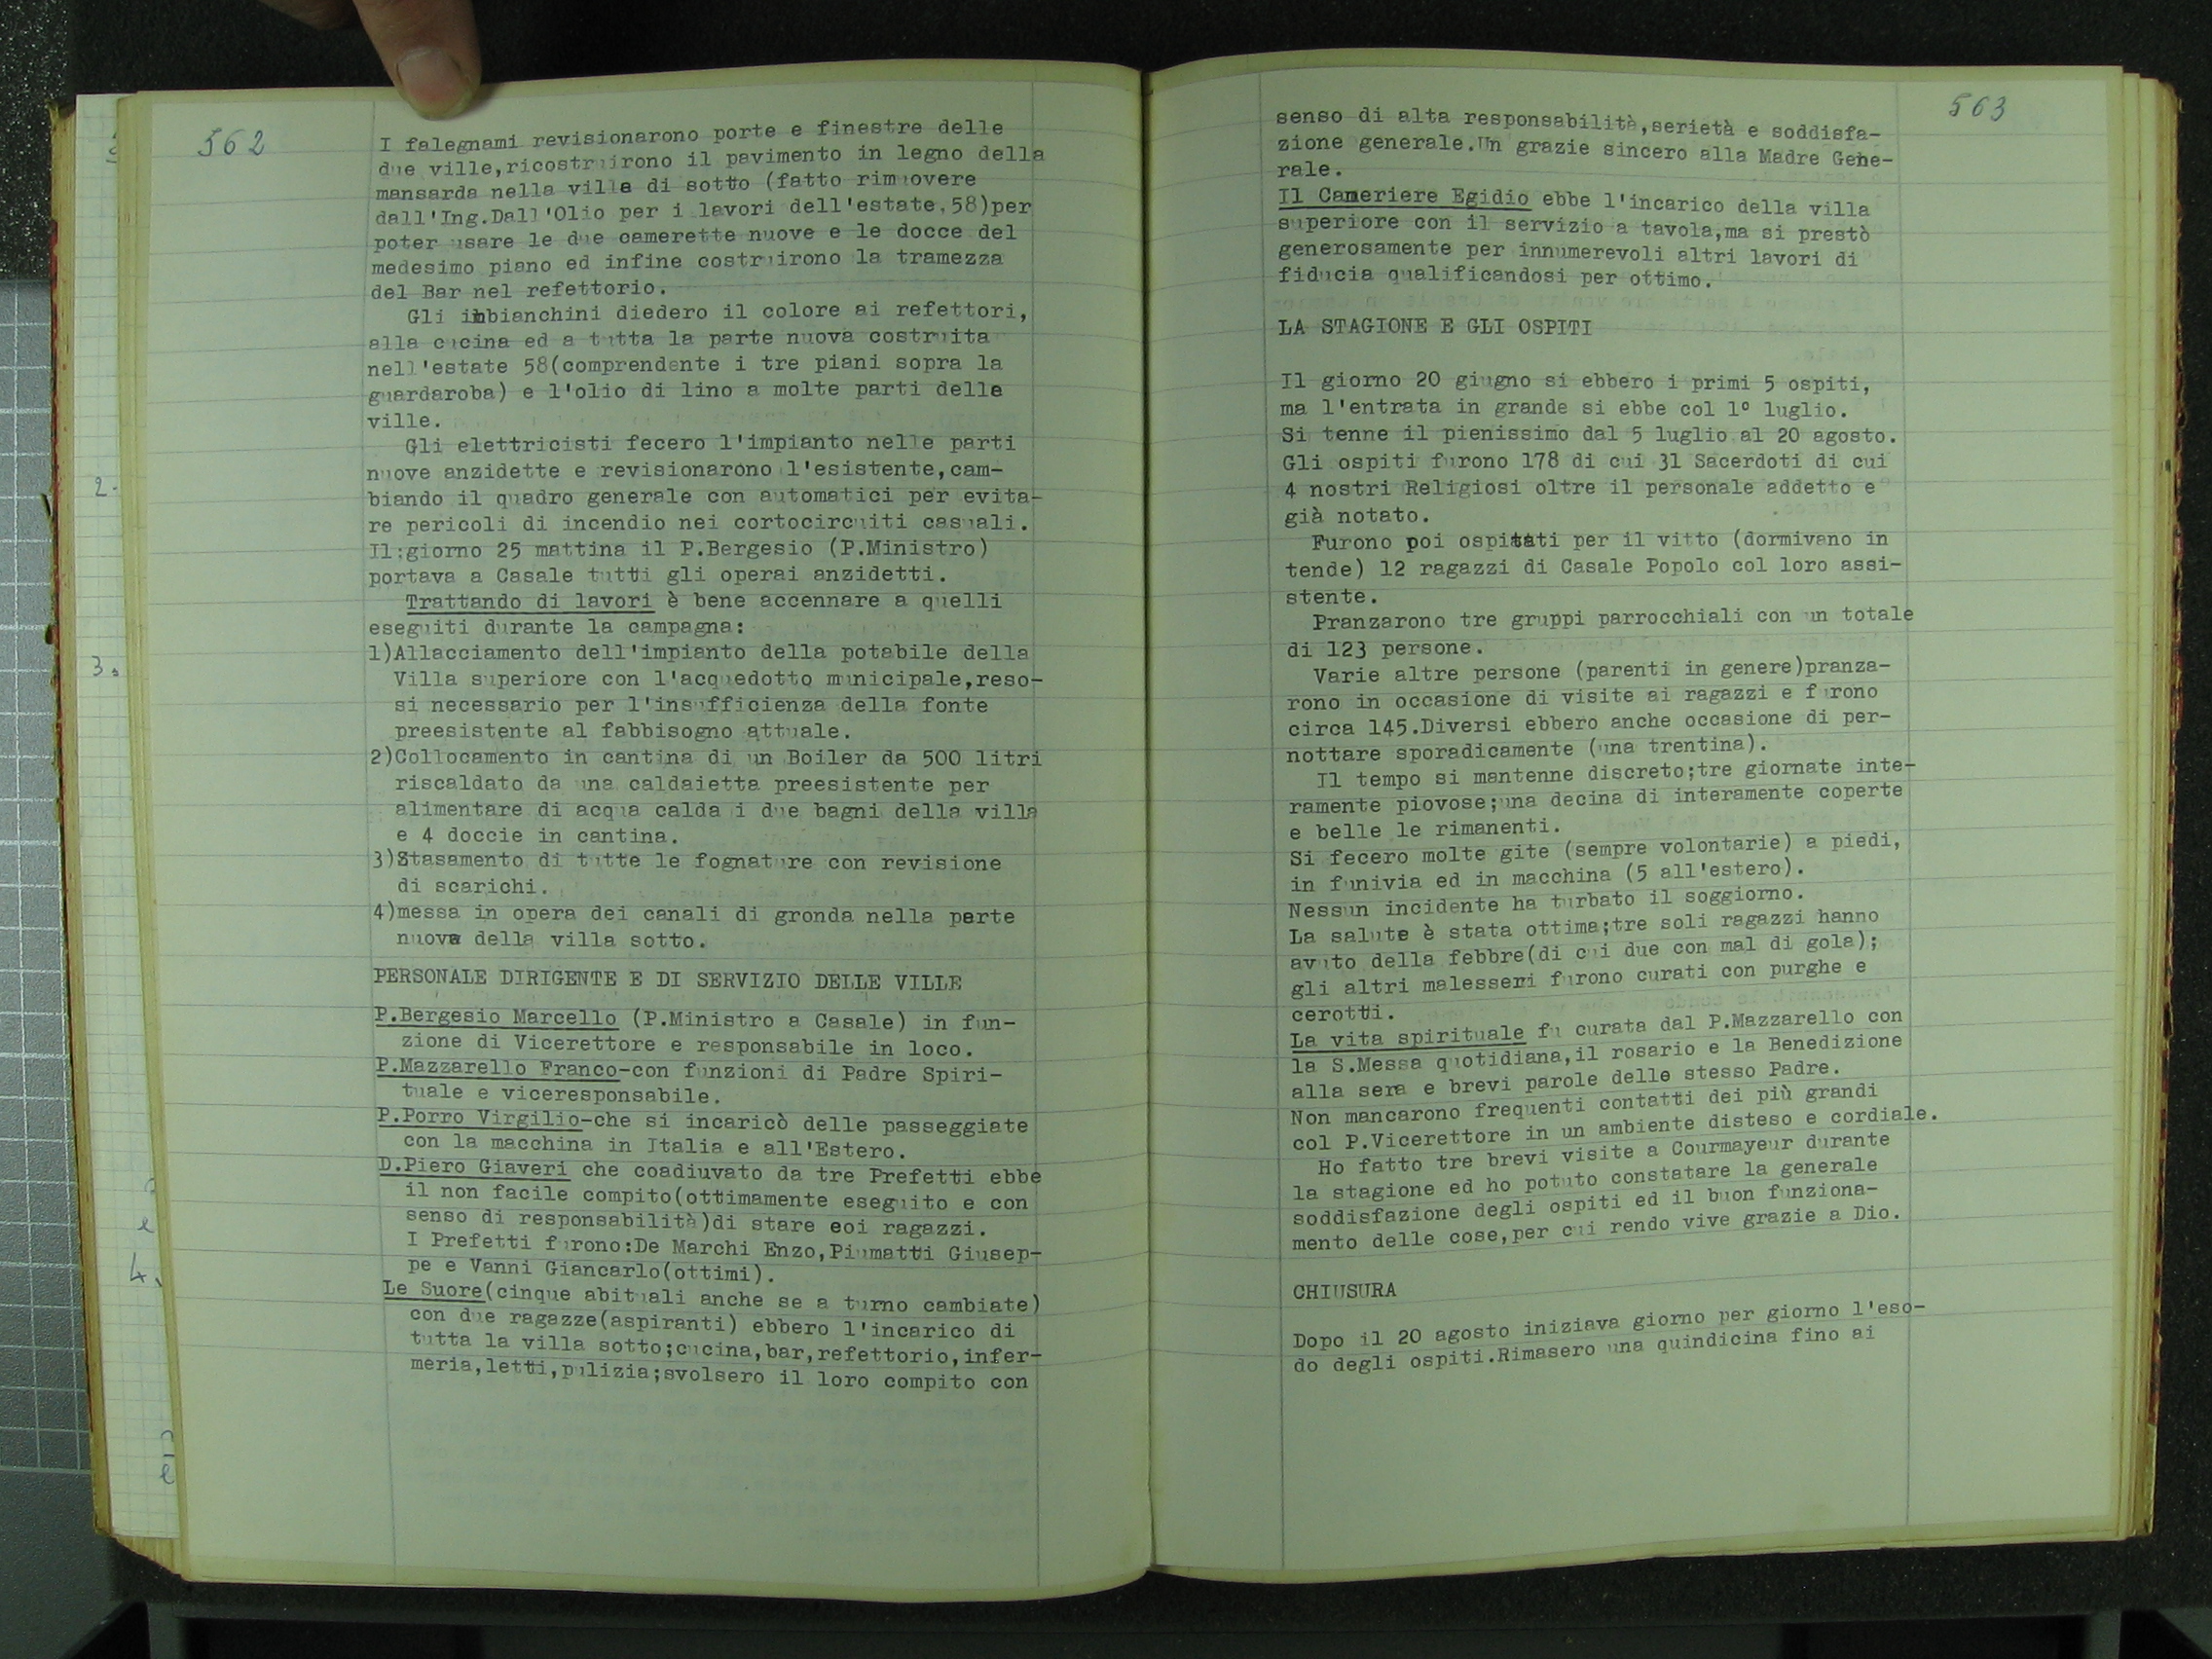 562
I falegnami revisionarono porte e finestre delle
due ville,ricostruirono il pavimento in legno della
mansarda nella villa di sotto (fatto rimuovere
dall'Ing.Dall'Olio per i lavori dell'estate,58)per
poter usare le due camerette nuove e le docce del
medesimo piano ed infine costruirono la tramezza
del Bar nel refettorio.
Gli imbianchini diedero il colore ai refettori,
alla cucina ed a tutta la parte nuova costruita
nell'estate 58(comprendente i tre piani sopra la
guardaroba) e l'olio di lino a molte parti delle
ville.
Gli elettricisti fecero l'impianto nelle parti
nuove anzidette e revisionarono l'esistente,cam-
biando il quadro generale con automatici per evita-
re pericoli di incendio nei cortocircuiti casuali.
Il:giorno 25 mattina il P.Bergesio (P.Ministro)
portava a Casale tutti gli operai anzidetti.
Trattando di lavori è bene accennare a quelli
eseguiti durante la campagna:
1)Allacciamento dell'impianto della potabile della
Villa superiore con l'acquedotto municipale,reso-
si necessario per l'insufficienza della fonte
preesistente al fabbisogno attuale.
2)Collocamento in cantina di un Boiler da 500 litri
riscaldato da una caldaietta preesistente per
alimentare di acqua calda i due bagni della villa
e 4 doccie in cantina.
3)Stasamento di tutte le fognature con revisione
di scarichi.
4)messa in opera dei canali di gronda nella parte
nuova della villa sotto.
PERSONALE DIRIGENTE E DI SERVIZIO DELLE VILLE
P.Bergesio Marcello (P.Ministro a Casale) in fun-
zione di Vicerettore e responsabile in loco.
P.Mazzarello Franco-con funzioni di Padre Spiri-
tuale e viceresponsabile.
P.Porro Virgilio-che si incaricò delle passeggiate
con la macchina in Italia e all'Estero.
D.Piero Giaveri che coadiuvato da tre Prefetti ebbe
il non facile compito(ottimamente eseguito e con
senso di responsabilità)di stare eoi ragazzi.
I Prefetti furono:De Marchi Enzo,Piumatti Giusep-
pe e Vanni Giancarlo(ottimi).
Le Suore(cinque abituali anche se a turno cambiate)
con due ragazze(aspiranti) ebbero l'incarico di
tutta la villa sotto;cucina,bar,refettorio,infer-
meria,letti,pulizia;svolsero il loro compito con
2.
3.
4.
563
senso di alta responsabilità,serietà e soddisfa-
zione generale.Un grazie sincero alla Madre Gene-
rale.
Il Cameriere Egidio ebbe l'incarico della villa
superiore con il servizio a tavola,ma si prestò
generosamente per innumerevoli altri lavori di
fiducia qualificandosi per ottimo.
LA STAGIONE E GLI OSPITI
Il giorno 20 giugno si ebbero i primi 5 ospiti,
ma l'entrata in grande si ebbe col 1° luglio.
Si tenne il pienissimo dal 5 luglio al 20 agosto.
Gli ospiti furono 178 di cui 31 Sacerdoti di cui
4 nostri Religiosi oltre il personale addetto e
già notato.
Furono poi ospitati per il vitto (dormivano in
tende) 12 ragazzi di Casale Popolo col loro assi-
stente.
Pranzarono tre gruppi parrocchiali con un totale
di 123 persone.
Varie altre persone (parenti in genere)pranza-
rono in occasione di visite ai ragazzi e furono
circa 145.Diversi ebbero anche occasione di per-
nottare sporadicamente (una trentina).
Il tempo si mantenne discreto;tre giornate inte-
ramente piovose;una decina di interamente coperte
e belle le rimanenti.
Si fecero molte gite (sempre volontarie) a piedi,
in funivia ed in macchina (5 all'estero).
Nessun incidente ha turbato il soggiorno.
La salute è stata ottima;tre soli ragazzi hanno
avuto della febbre(di cui due con mal di gola);
gli altri malesseri furono curati con purghe e
cerotti.
La vita spirituale fu curata dal P.Mazzarello con
la S.Messa quotidiana,il rosario e la Benedizione
alla sera e brevi parole delle stesso Padre.
Non mancarono frequenti contatti dei più grandi
col P.Vicerettore in un ambiente disteso e cordiale.
Ho fatto tre brevi visite a Courmayeur durante
la stagione ed ho potuto constatare la generale
soddisfazione degli ospiti ed il buon funziona-
mento delle cose,per cui rendo vive grazie a Dio.
CHIUSURA
Dopo il 20 agosto iniziava giorno per giorno l'eso-
do degli ospiti.Rimasero una quindicina fino ai